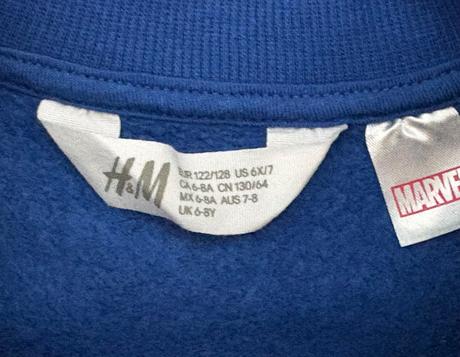 H&M
EUR 122/128 US 6X/7
CA 6-8A CN 130/64
MX 6-8A AUS 7-8
UK 6-8Y
MARVEL